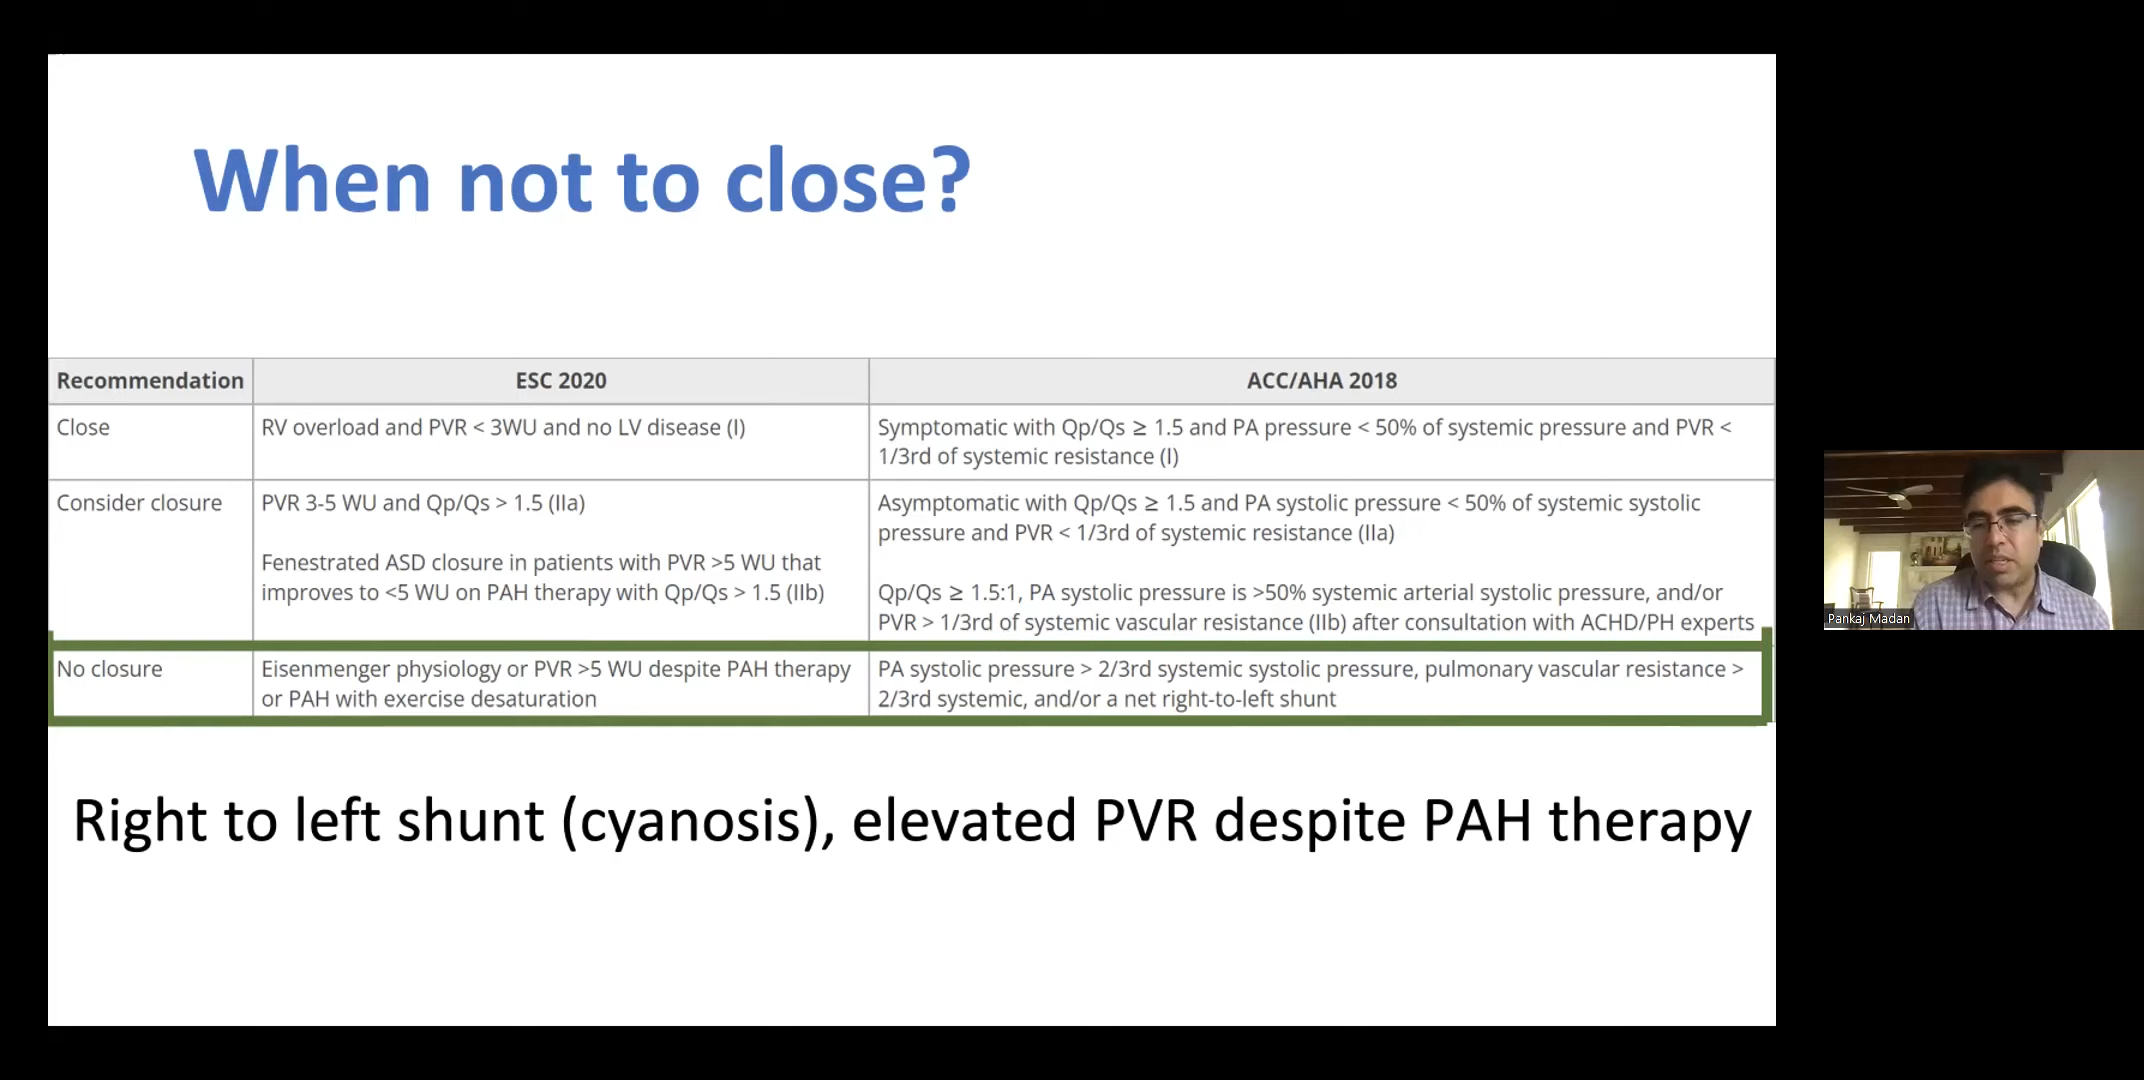 When not to close?
Recommendation
ESC 2020
ACC/AHA 2018
Close
RV overload and PVR < 3WU and no LV disease (I)
Symptomatic with Qp/Qs ≥ 1.5 and PA pressure < 50% of systemic pressure and PVR <
1/3rd of systemic resistance (I)
Consider closure
PVR 3-5 WU and Qp/Qs > 1.5 (IIa)
Fenestrated ASD closure in patients with PVR >5 WU that
improves to <5 WU on PAH therapy with Qp/Qs > 1.5 (IIb)
Asymptomatic with Qp/Qs ≥ 1.5 and PA systolic pressure < 50% of systemic systolic
pressure and PVR < 1/3rd of systemic resistance (IIa)
Qp/Qs ≥ 1.5:1, PA systolic pressure is >50% systemic arterial systolic pressure, and/or
PVR > 1/3rd of systemic vascular resistance (IIb) after consultation with ACHD/PH experts
No closure
Eisenmenger physiology or PVR >5 WU despite PAH therapy
or PAH with exercise desaturation
PA systolic pressure > 2/3rd systemic systolic pressure, pulmonary vascular resistance >
2/3rd systemic, and/or a net right-to-left shunt
Right to left shunt (cyanosis), elevated PVR despite PAH therapy
Pankaj Madan